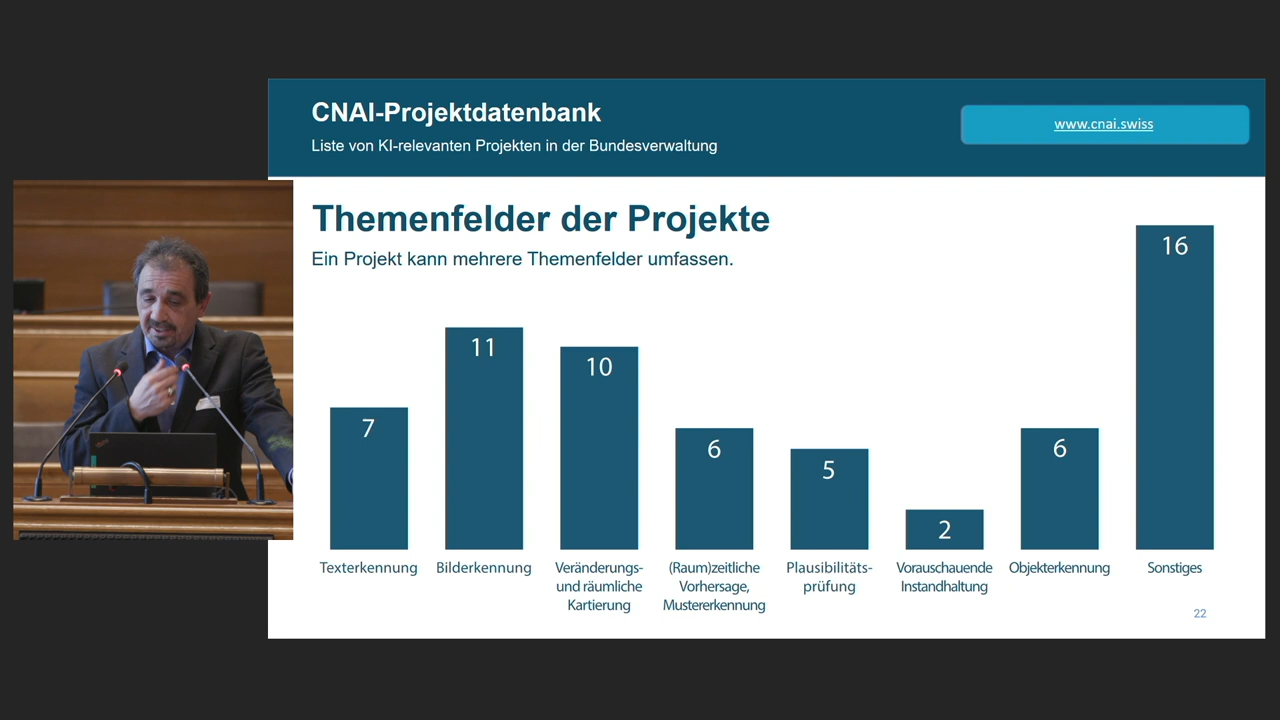 CNAI-Projektdatenbank
Liste von KI-relevanten Projekten in der Bundesverwaltung
www.cnai.swiss
Themenfelder der Projekte
Ein Projekt kann mehrere Themenfelder umfassen.
7
11
10
6
5
2
6
16
Texterkennung
Bilderkennung
Veränderungs-
und räumliche
Kartierung
(Raum)zeitliche
Vorhersage,
Mustererkennung
Plausibilitäts-
prüfung
Vorauschauende
Instandhaltung
Objekterkennung
Sonstiges
22